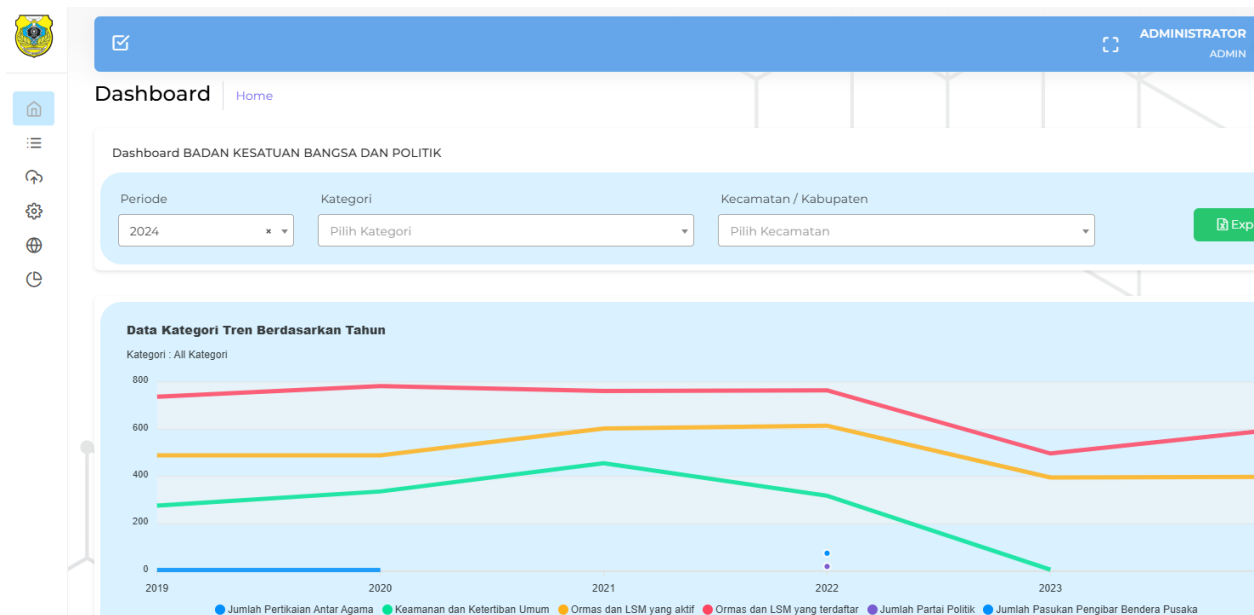 ADMINISTRATOR
ADMIN
Dashboard
Home
Dashboard BADAN KESATUAN BANGSA DAN POLITIK
Periode Kategori Kecamatan / Kabupaten
2024 × Pilih Kategori Pilih Kecamatan Exp
Data Kategori Tren Berdasarkan Tahun
Kategori : All Kategori
800
600
400
200
0
2019 2020 2021 2022 2023
Jumlah Pertikaian Antar Agama Keamanan dan Ketertiban Umum Ormas dan LSM yang aktif Ormas dan LSM yang terdaftar Jumlah Partai Politik Jumlah Pasukan Pengibar Bendera Pusaka